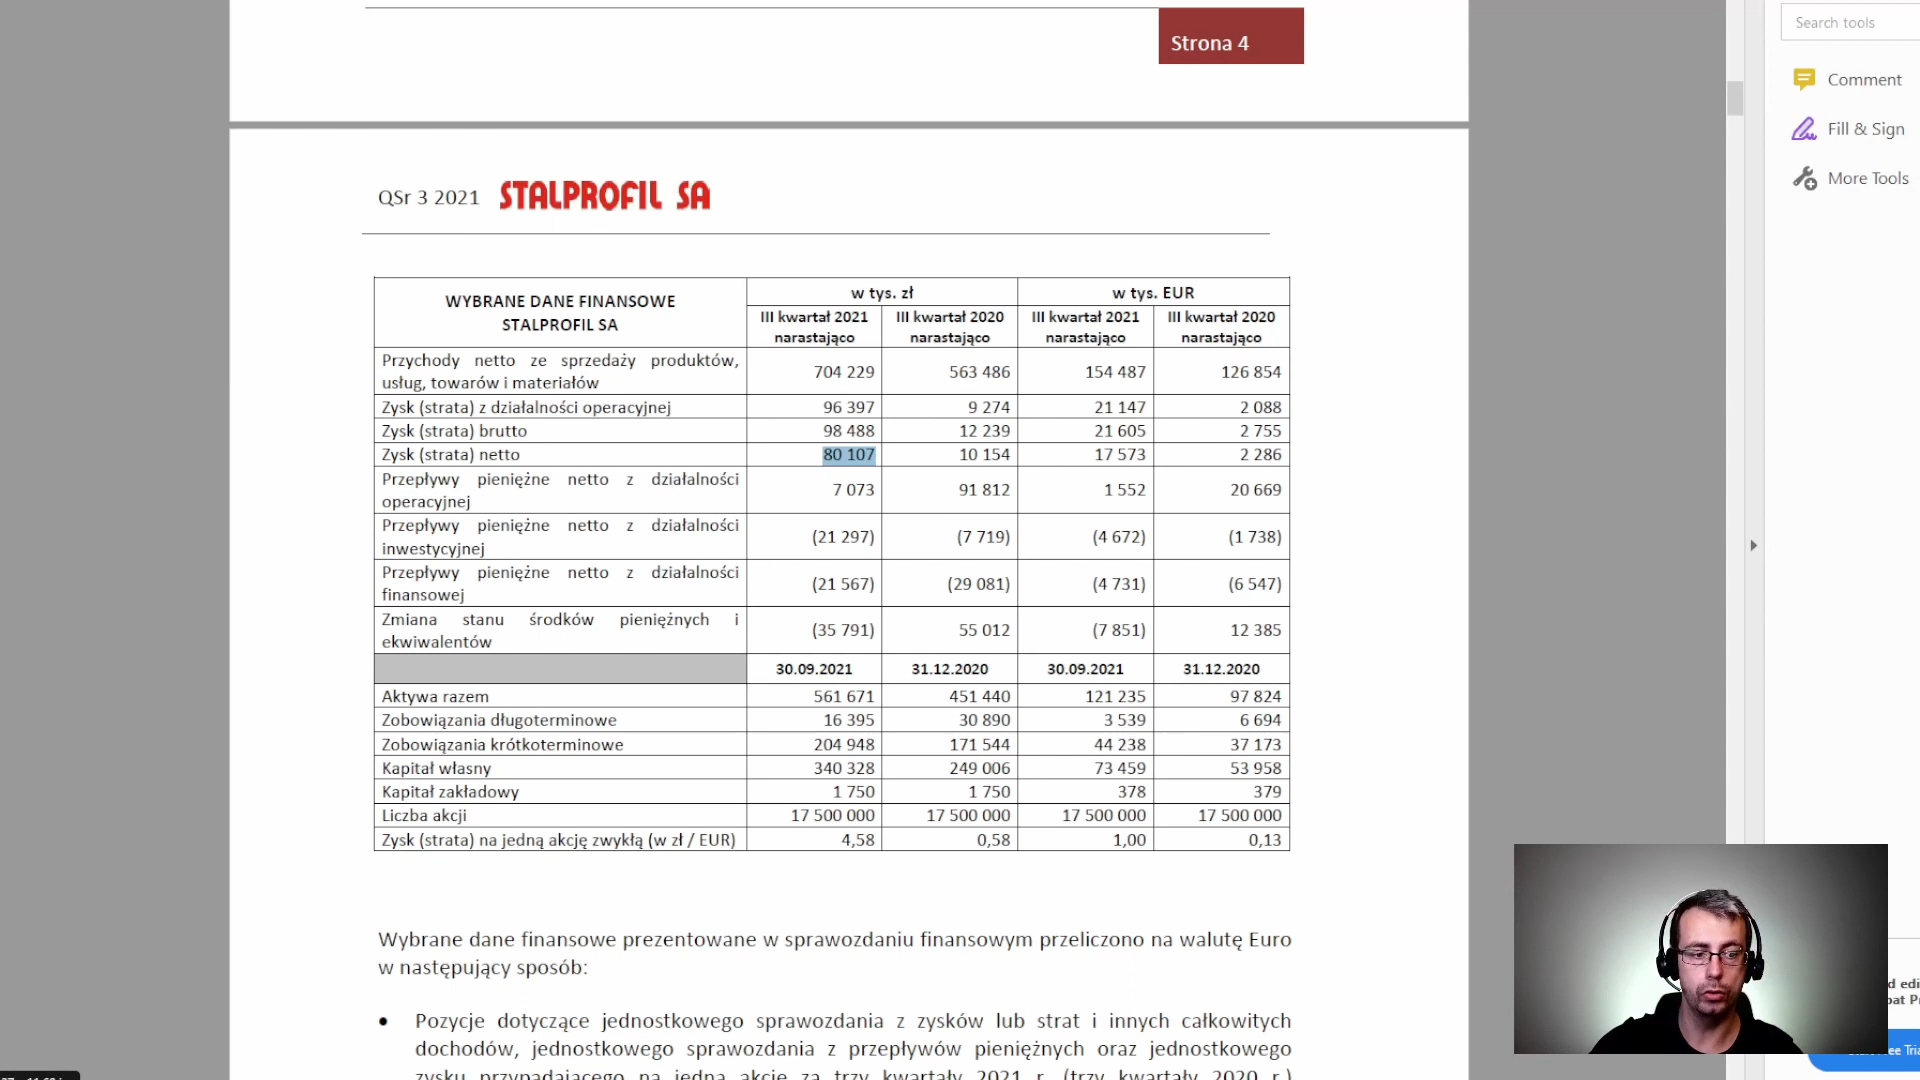 Strona 4
Search tools
Comment
Fill & Sign
More Tools
QSr 3 2021 STALPROFIL SA
WYBRANE DANE FINANSOWE
STALPROFIL SA
w tys. zł
w tys. EUR
III kwartał 2021 narastająco
III kwartał 2020 narastająco
III kwartał 2021 narastająco
III kwartał 2020 narastająco
Przychody netto ze sprzedaży produktów,
usług, towarów i materiałów
704 229 563 486 154 487 126 854
Zysk (strata) z działalności operacyjnej 96 397 9 274 21 147 2 088
Zysk (strata) brutto 98 488 12 239 21 605 2 755
Zysk (strata) netto 80 107 10 154 17 573 2 286
Przepływy pieniężne netto z działalności
operacyjnej
7 073 91 812 1 552 20 669
Przepływy pieniężne netto z działalności
inwestycyjnej
(21 297) (7 719) (4 672) (1 738)
Przepływy pieniężne netto z działalności
finansowej
(21 567) (29 081) (4 731) (6 547)
Zmiana stanu środków pieniężnych i
ekwiwalentów
(35 791) 55 012 (7 851) 12 385
30.09.2021 31.12.2020 30.09.2021 31.12.2020
Aktywa razem 561 671 451 440 121 235 97 824
Zobowiązania długoterminowe 16 395 30 890 3 539 6 694
Zobowiązania krótkoterminowe 204 948 171 544 44 238 37 173
Kapitał własny 340 328 249 006 73 459 53 958
Kapitał zakładowy 1 750 1 750 378 379
Liczba akcji 17 500 000 17 500 000 17 500 000 17 500 000
Zysk (strata) na jedną akcję zwykłą (w zł / EUR) 4,58 0,58 1,00 0,13
Wybrane dane finansowe prezentowane w sprawozdaniu finansowym przeliczono na walutę Euro
w następujący sposób:
• Pozycje dotyczące jednostkowego sprawozdania z zysków lub strat i innych całkowitych
dochodów, jednostkowego sprawozdania z przepływów pieniężnych oraz jednostkowego
zysku przypadającego na jedną akcję za trzy kwartały 2021 r. (trzy kwartały 2020 r.)